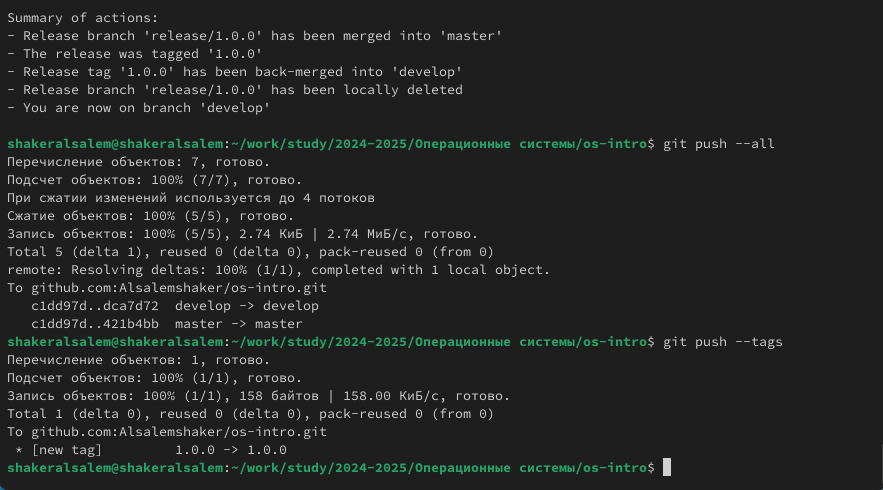 Summary of actions:
- Release branch 'release/1.0.0' has been merged into 'master'
- The release was tagged '1.0.0'
- Release tag '1.0.0' has been back-merged into 'develop'
- Release branch 'release/1.0.0' has been locally deleted
- You are now on branch 'develop'
shakeralsalem@shakeralsalem:~/work/study/2024-2025/Операционные системы/os-intro$ git push --all
Перечисление объектов: 7, готово.
Подсчет объектов: 100% (7/7), готово.
При сжатии изменений используется до 4 потоков
Сжатие объектов: 100% (5/5), готово.
Запись объектов: 100% (5/5), 2.74 КиБ | 2.74 МиБ/с, готово.
Total 5 (delta 1), reused 0 (delta 0), pack-reused 0 (from 0)
remote: Resolving deltas: 100% (1/1), completed with 1 local object.
To github.com:Alsalemshaker/os-intro.git
   c1dd97d..dca7d72  develop -> develop
   c1dd97d..421b4bb  master -> master
shakeralsalem@shakeralsalem:~/work/study/2024-2025/Операционные системы/os-intro$ git push --tags
Перечисление объектов: 1, готово.
Подсчет объектов: 100% (1/1), готово.
Запись объектов: 100% (1/1), 158 байтов | 158.00 КиБ/с, готово.
Total 1 (delta 0), reused 0 (delta 0), pack-reused 0 (from 0)
To github.com:Alsalemshaker/os-intro.git
 * [new tag]         1.0.0 -> 1.0.0
shakeralsalem@shakeralsalem:~/work/study/2024-2025/Операционные системы/os-intro$